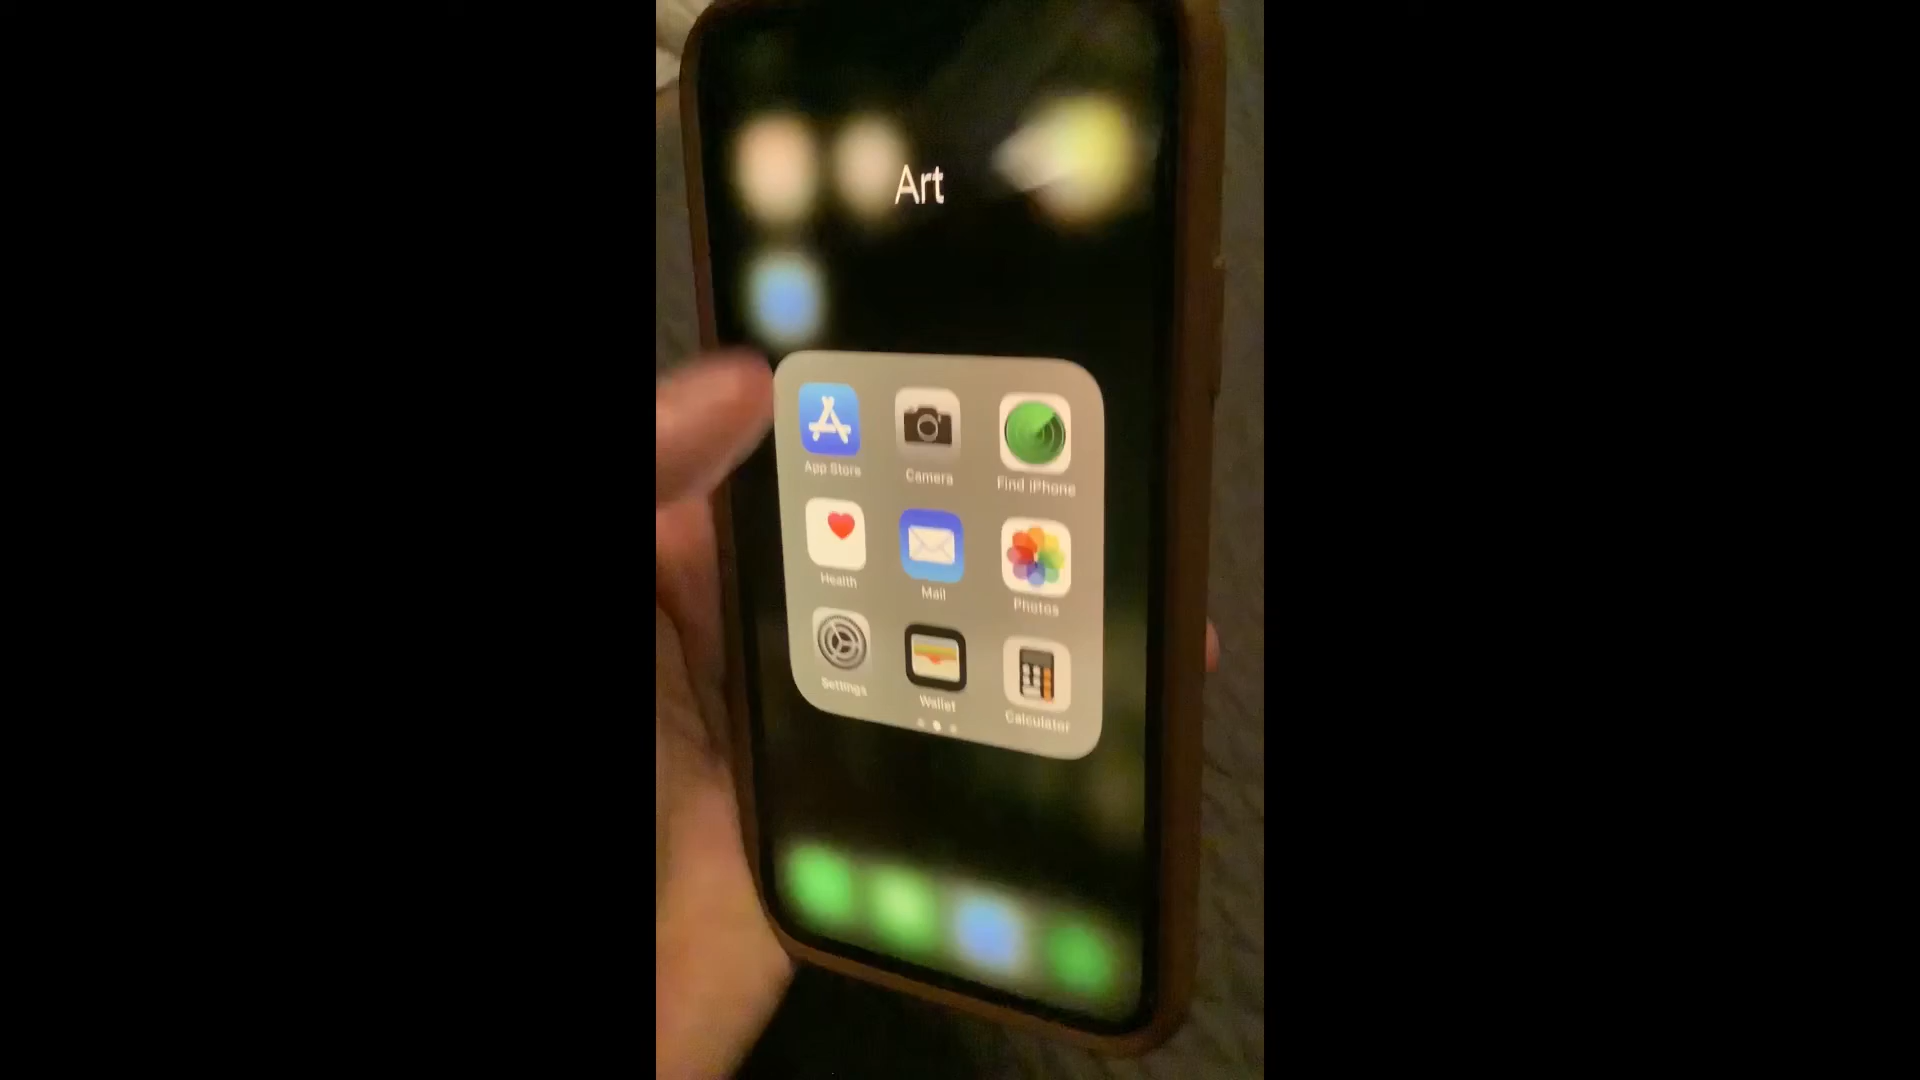 Art
App Store
Camera
Find iPhone
Health
Mail
Photos
Settings
Wallet
Calculator